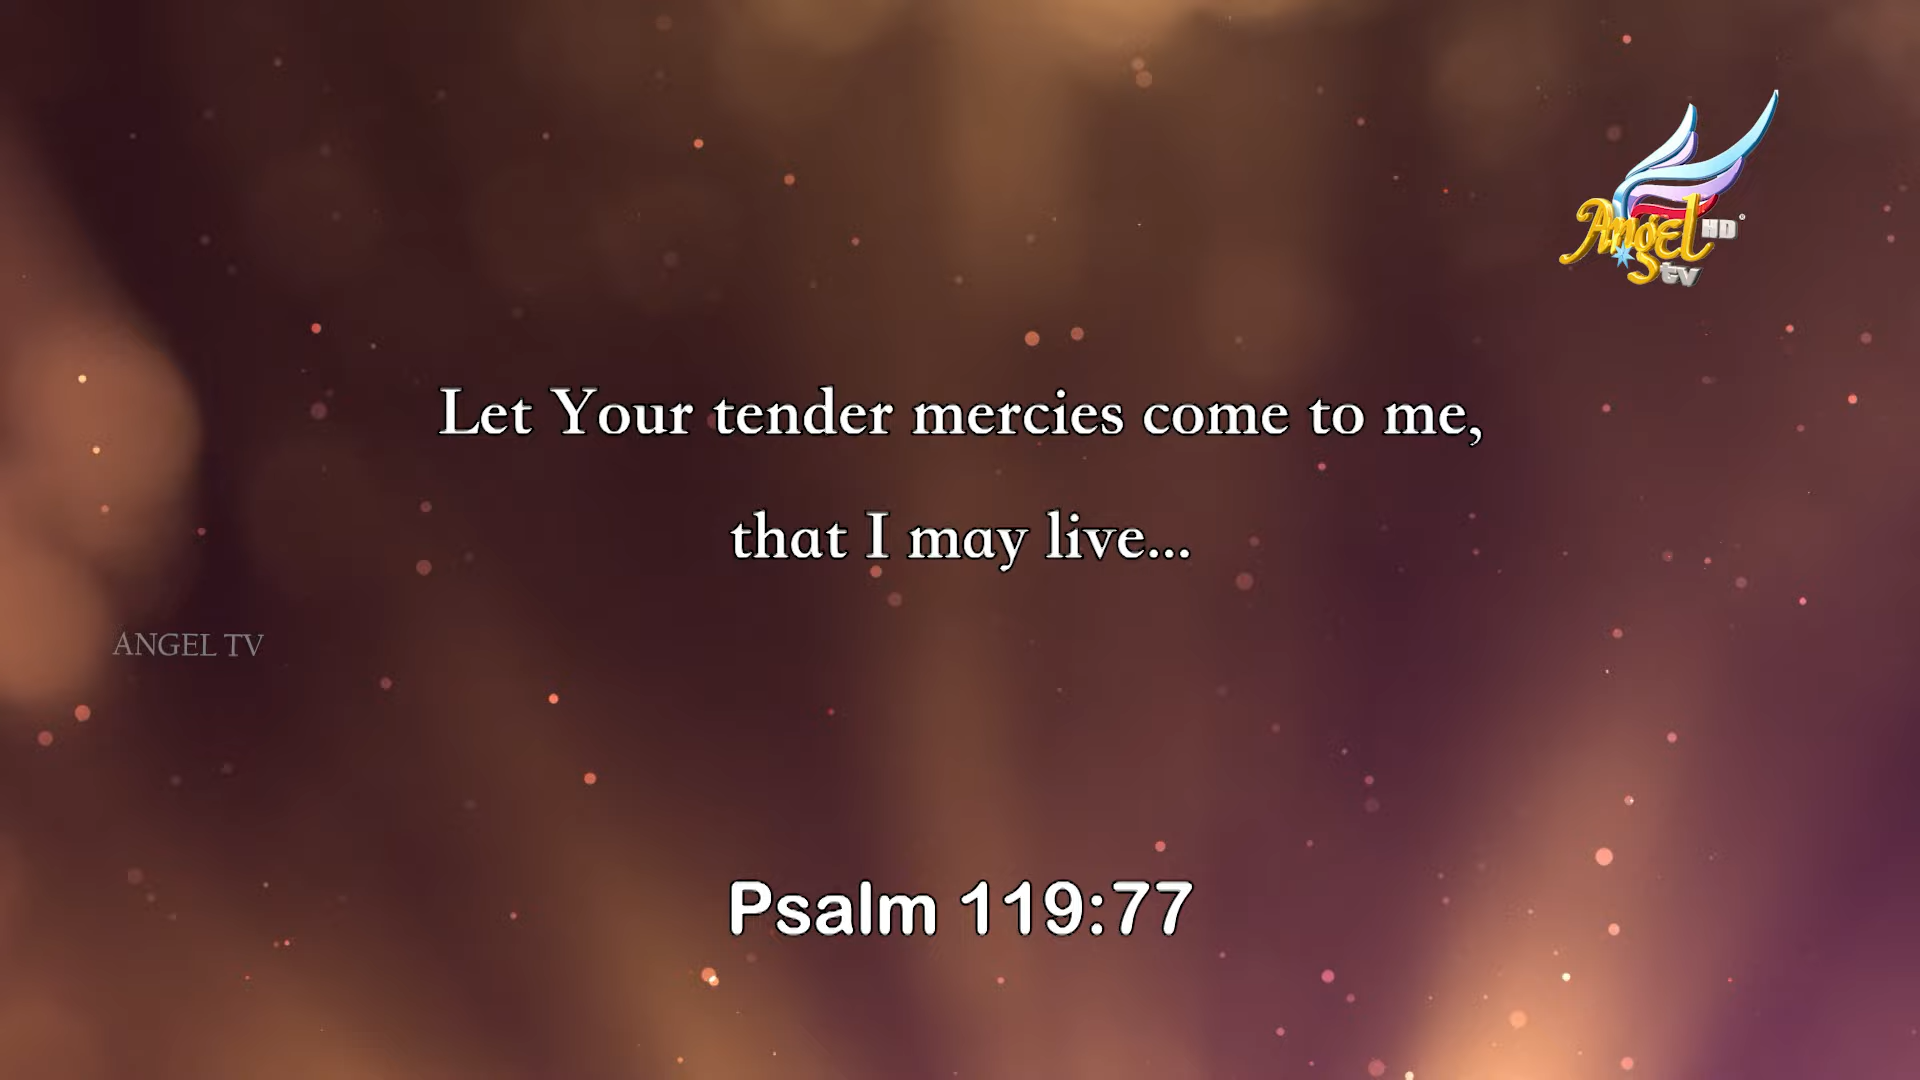 Angel HD
tv
Let Your tender mercies come to me,
that I may live...
ANGEL TV
Psalm 119:77